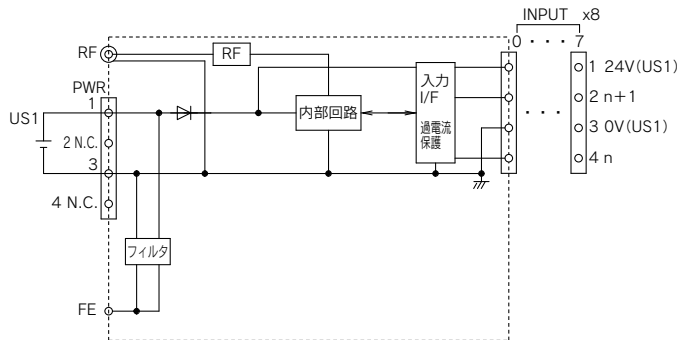 INPUT x8
0 ・・・ 7
RF
RF
PWR
1
US1
2 N.C.
3
4 N.C.
フィルタ
FE
内部回路
入力
I/F
過電流
保護
・・・
1 24V(US1)
2 n+1
3 0V(US1)
4 n